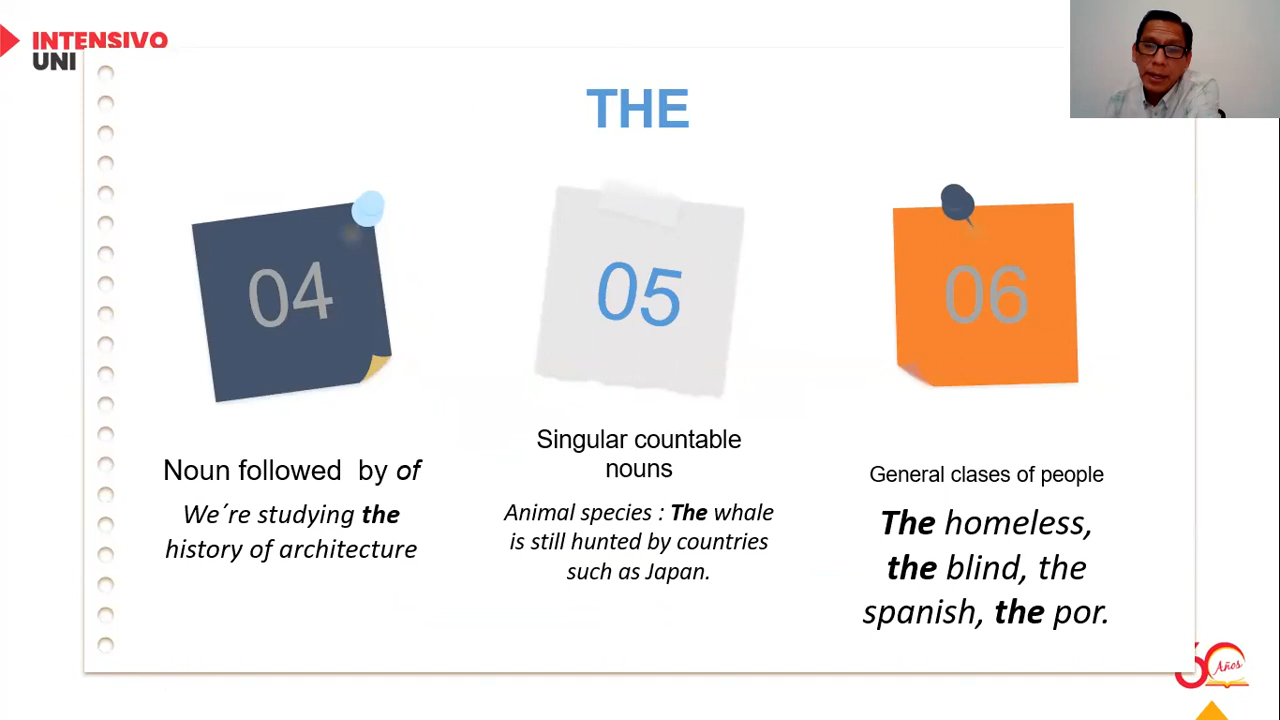 INTENSIVO
UNI
THE
04
05
06
Noun followed  by of
We´re studying the
history of architecture
Singular countable
nouns
Animal species : The whale
is still hunted by countries
such as Japan.
General clases of people
The homeless,
the blind, the
spanish, the por.
60
Años